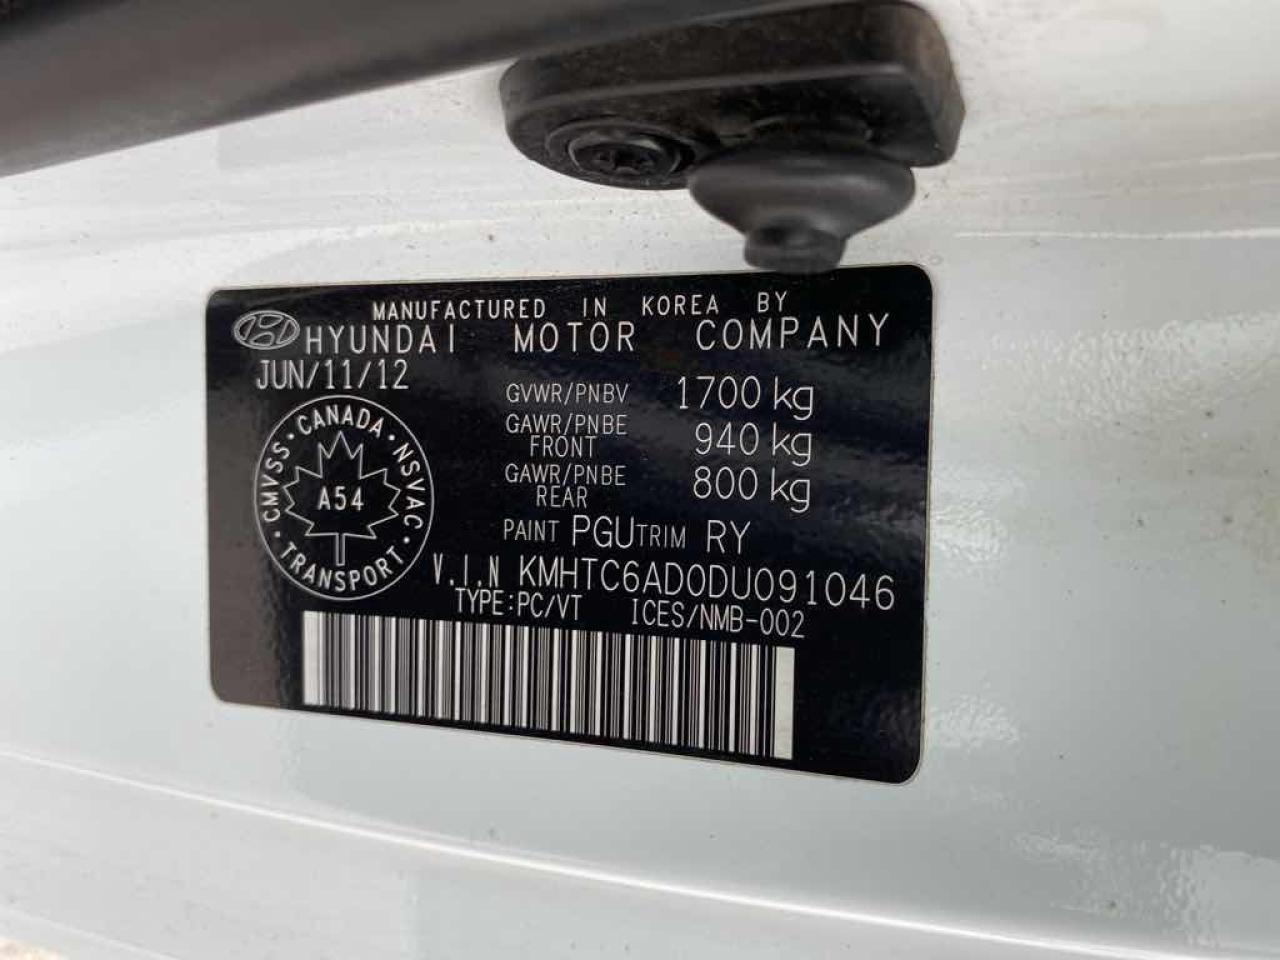 MANUFACTURED IN KOREA BY
HYUNDAI MOTOR COMPANY
JUN/11/12
GVWR/PNBV 1700 kg
GAWR/PNBE FRONT 940 kg
GAWR/PNBE REAR 800 kg
CMVSS · CANADA · NSVAC · TRANSPORT ·
A54
PAINT PGU TRIM RY
V.I.N KMHTC6AD0DU091046
TYPE:PC/VT ICES/NMB-002